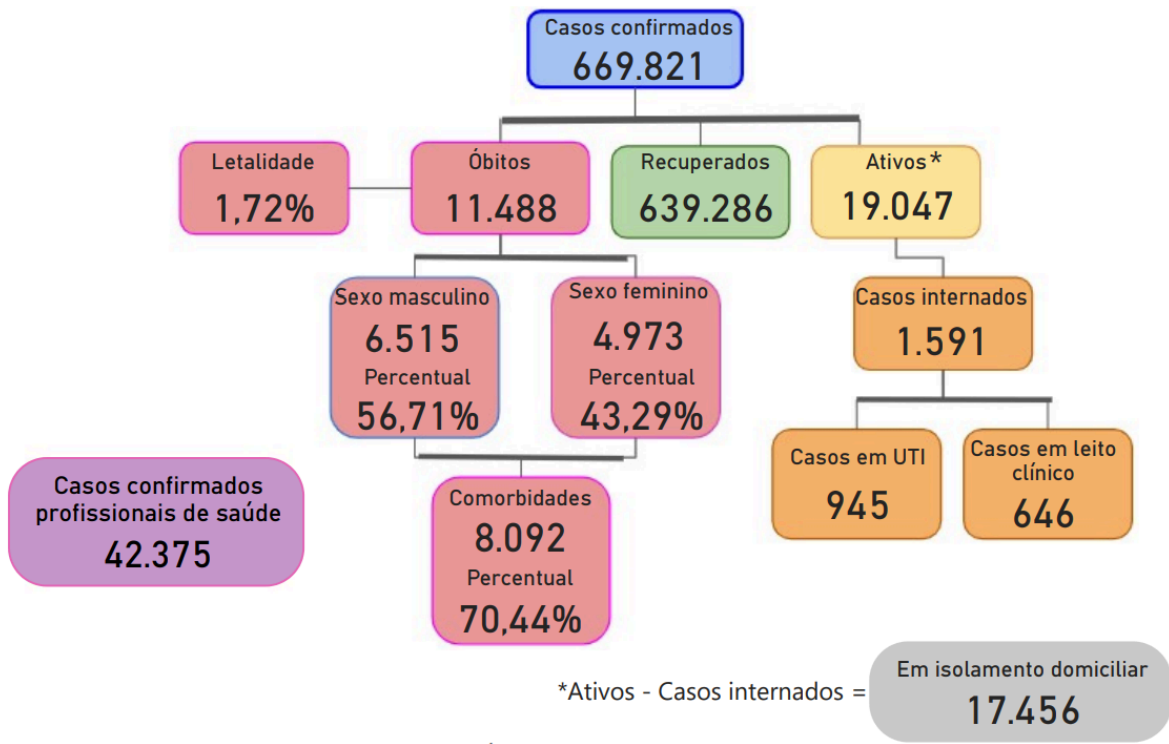 Casos confirmados
669.821
Letalidade
1,72%
Óbitos
11.488
Recuperados
639.286
Ativos*
19.047
Sexo masculino
6.515
Percentual
56,71%
Sexo feminino
4.973
Percentual
43,29%
Casos internados
1.591
Casos em UTI
945
Casos em leito
clínico
646
Casos confirmados
profissionais de saúde
42.375
Comorbidades
8.092
Percentual
70,44%
*Ativos - Casos internados =
Em isolamento domiciliar
17.456